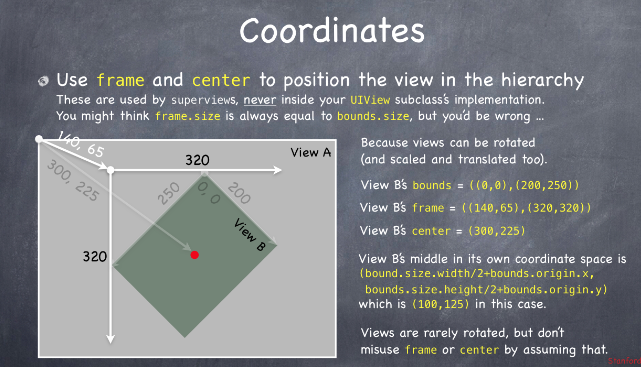 Coordinates
Use frame and center to position the view in the hierarchy
These are used by superviews, never inside your UIView subclass's implementation.
You might think frame.size is always equal to bounds.size, but you'd be wrong ...
140, 65
320
View A
300, 225
250
0, 0
200
View B
320
Because views can be rotated
(and scaled and translated too).
View B's bounds = ((0,0),(200,250))
View B's frame = ((140,65),(320,320))
View B's center = (300,225)
View B's middle in its own coordinate space is
(bound.size.width/2+bounds.origin.x,
bounds.size.height/2+bounds.origin.y)
which is (100,125) in this case.
Views are rarely rotated, but don't
misuse frame or center by assuming that.